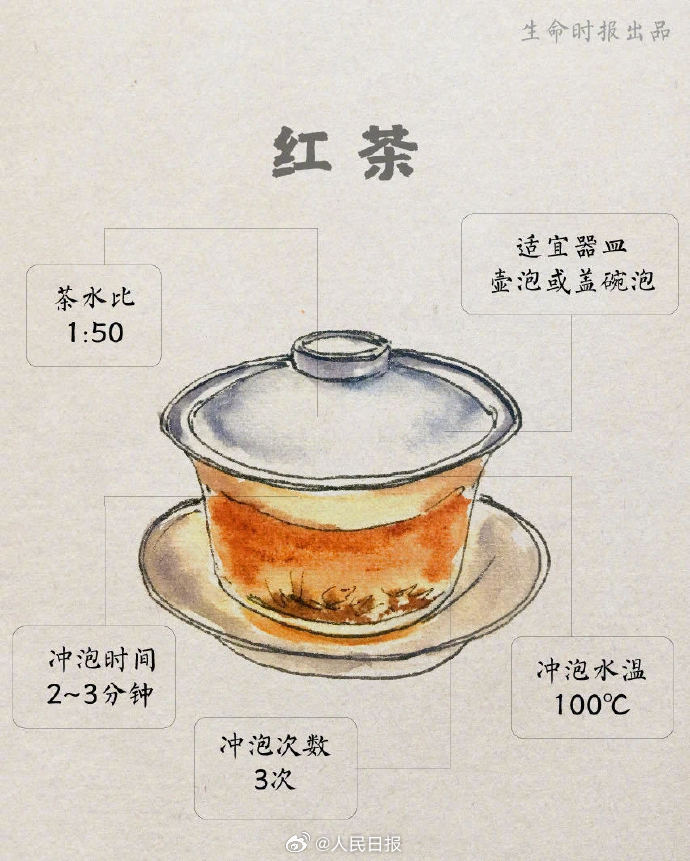 生命时报出品
红茶
适宜器皿
壶泡或盖碗泡
茶水比
1:50
冲泡时间
2~3分钟
冲泡水温
100℃
冲泡次数
3次
@人民日报